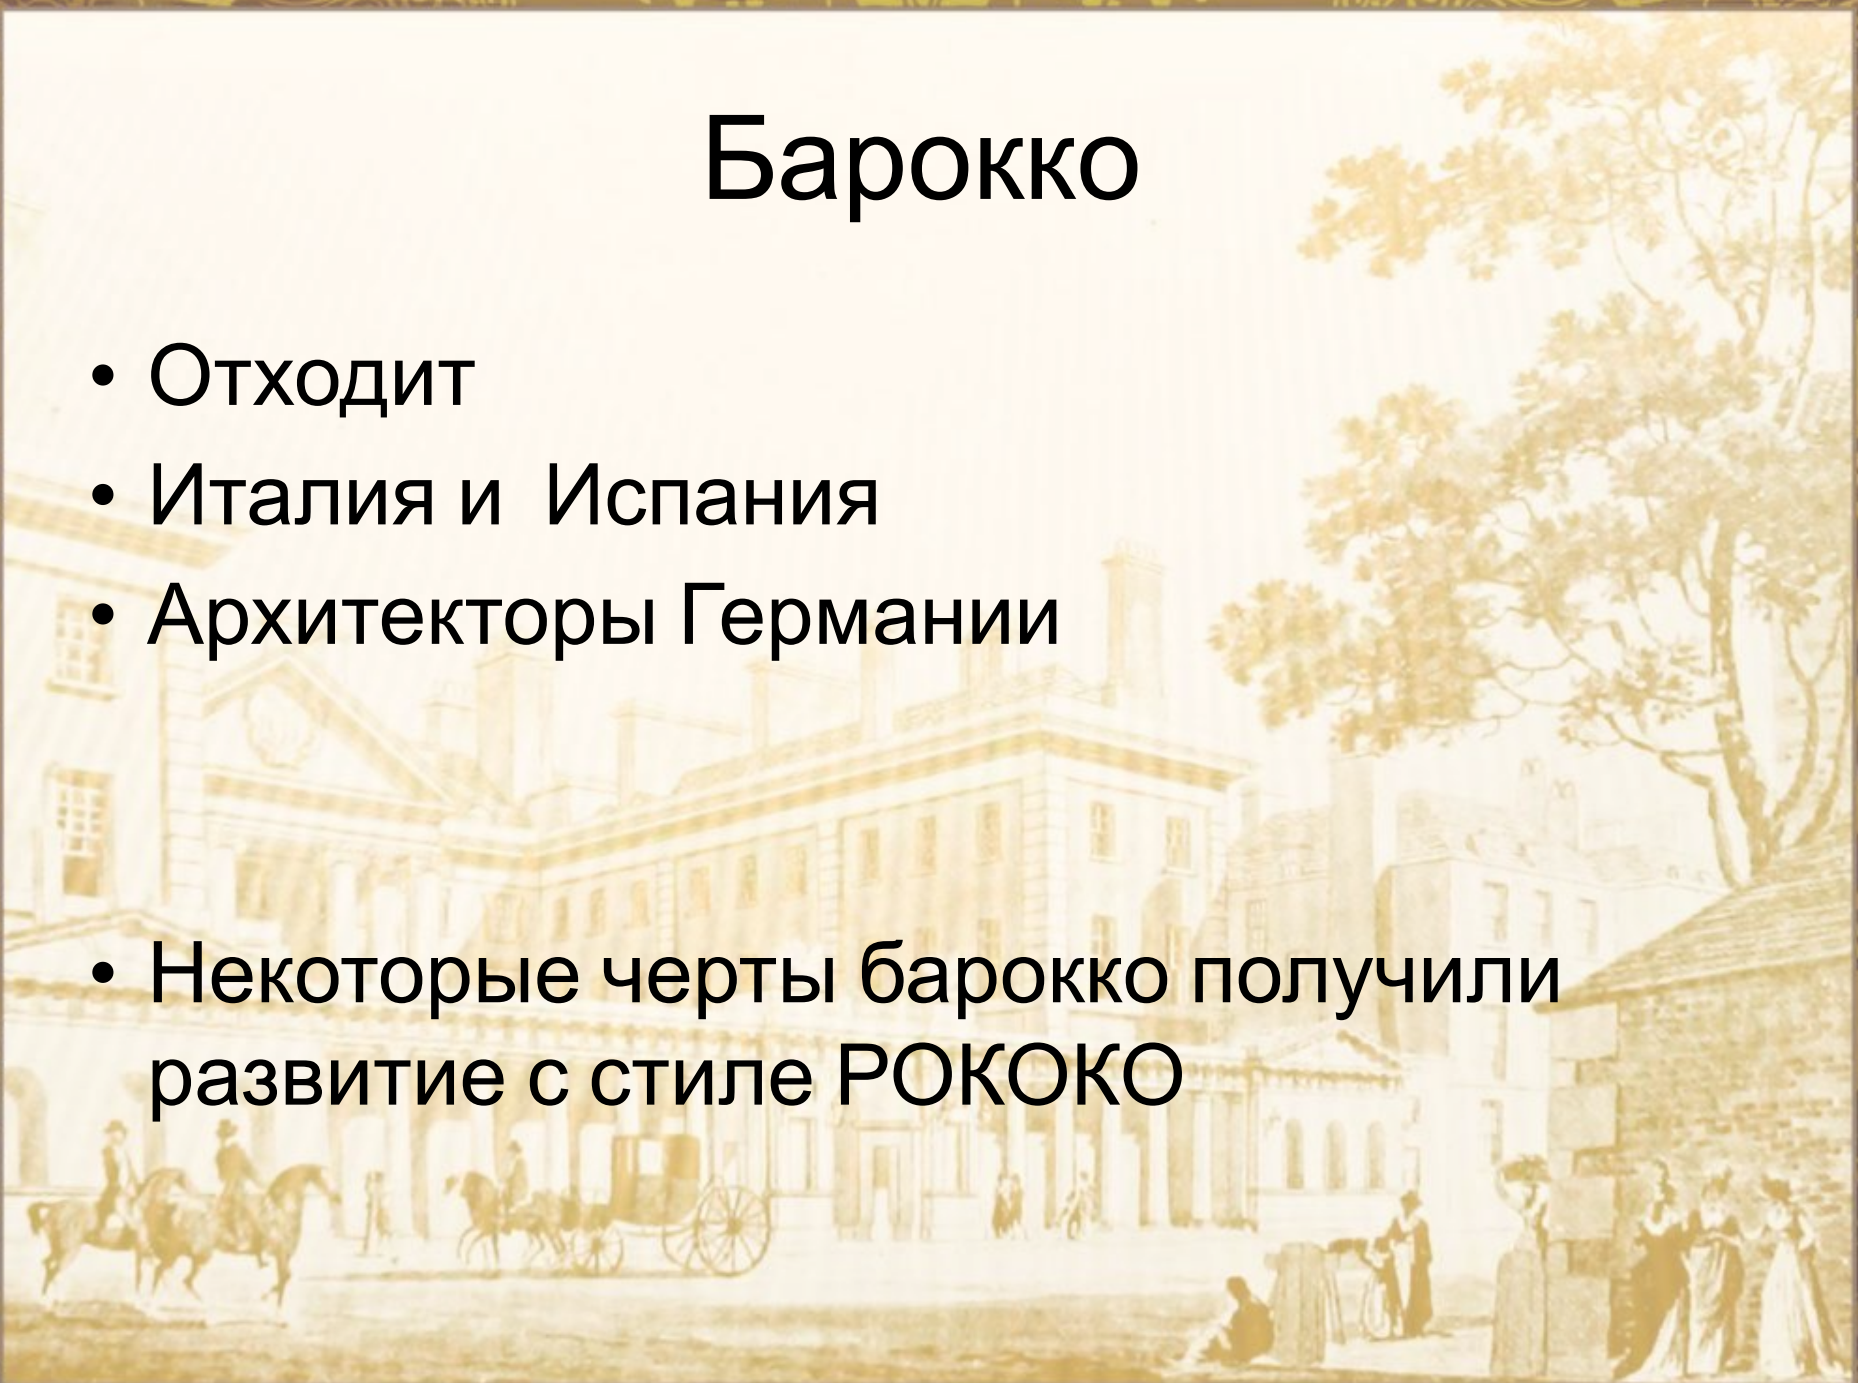 Барокко
• Отходит
• Италия и  Испания
• Архитекторы Германии
• Некоторые черты барокко получили
развитие с стиле РОКОКО